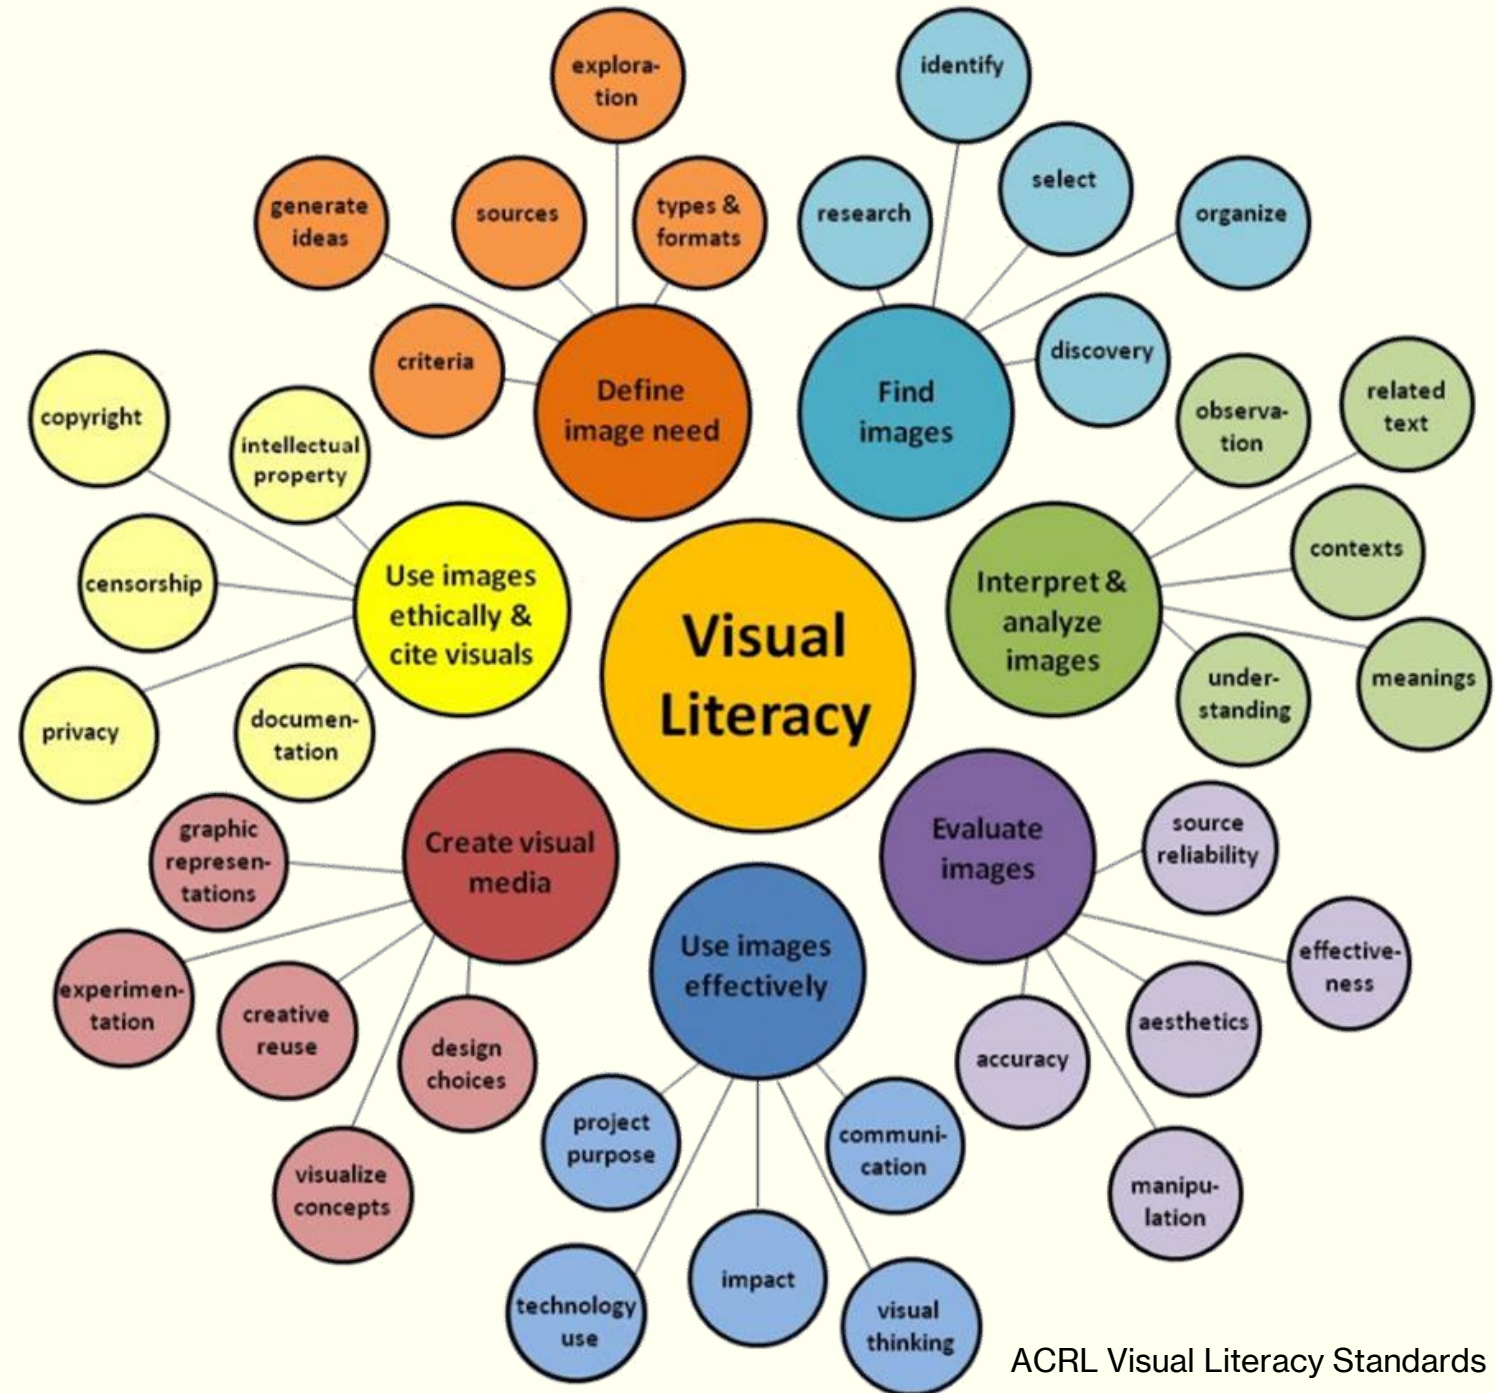 explora-
tion
identify
generate
ideas
sources
types &
formats
research
select
organize
criteria
Define
image need
Find
images
discovery
copyright
intellectual
property
observa-
tion
related
text
censorship
Use images
ethically &
cite visuals
Visual
Literacy
Interpret &
analyze
images
contexts
privacy
documen-
tation
under-
standing
meanings
graphic
represen-
tations
Create visual
media
Evaluate
images
source
reliability
experimen-
tation
creative
reuse
design
choices
Use images
effectively
accuracy
aesthetics
effective-
ness
visualize
concepts
project
purpose
communi-
cation
manipu-
lation
technology
use
impact
visual
thinking
ACRL Visual Literacy Standards